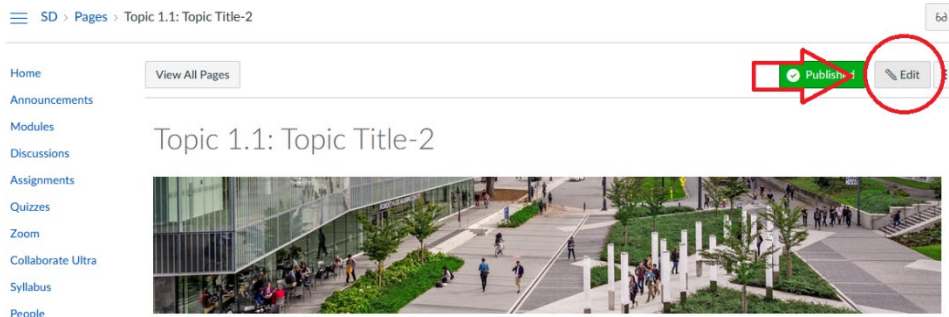 SD > Pages > Topic 1.1: Topic Title-2
View All Pages
Published
Edit
Home
Announcements
Modules
Discussions
Assignments
Quizzes
Zoom
Collaborate Ultra
Syllabus
People
Topic 1.1: Topic Title-2